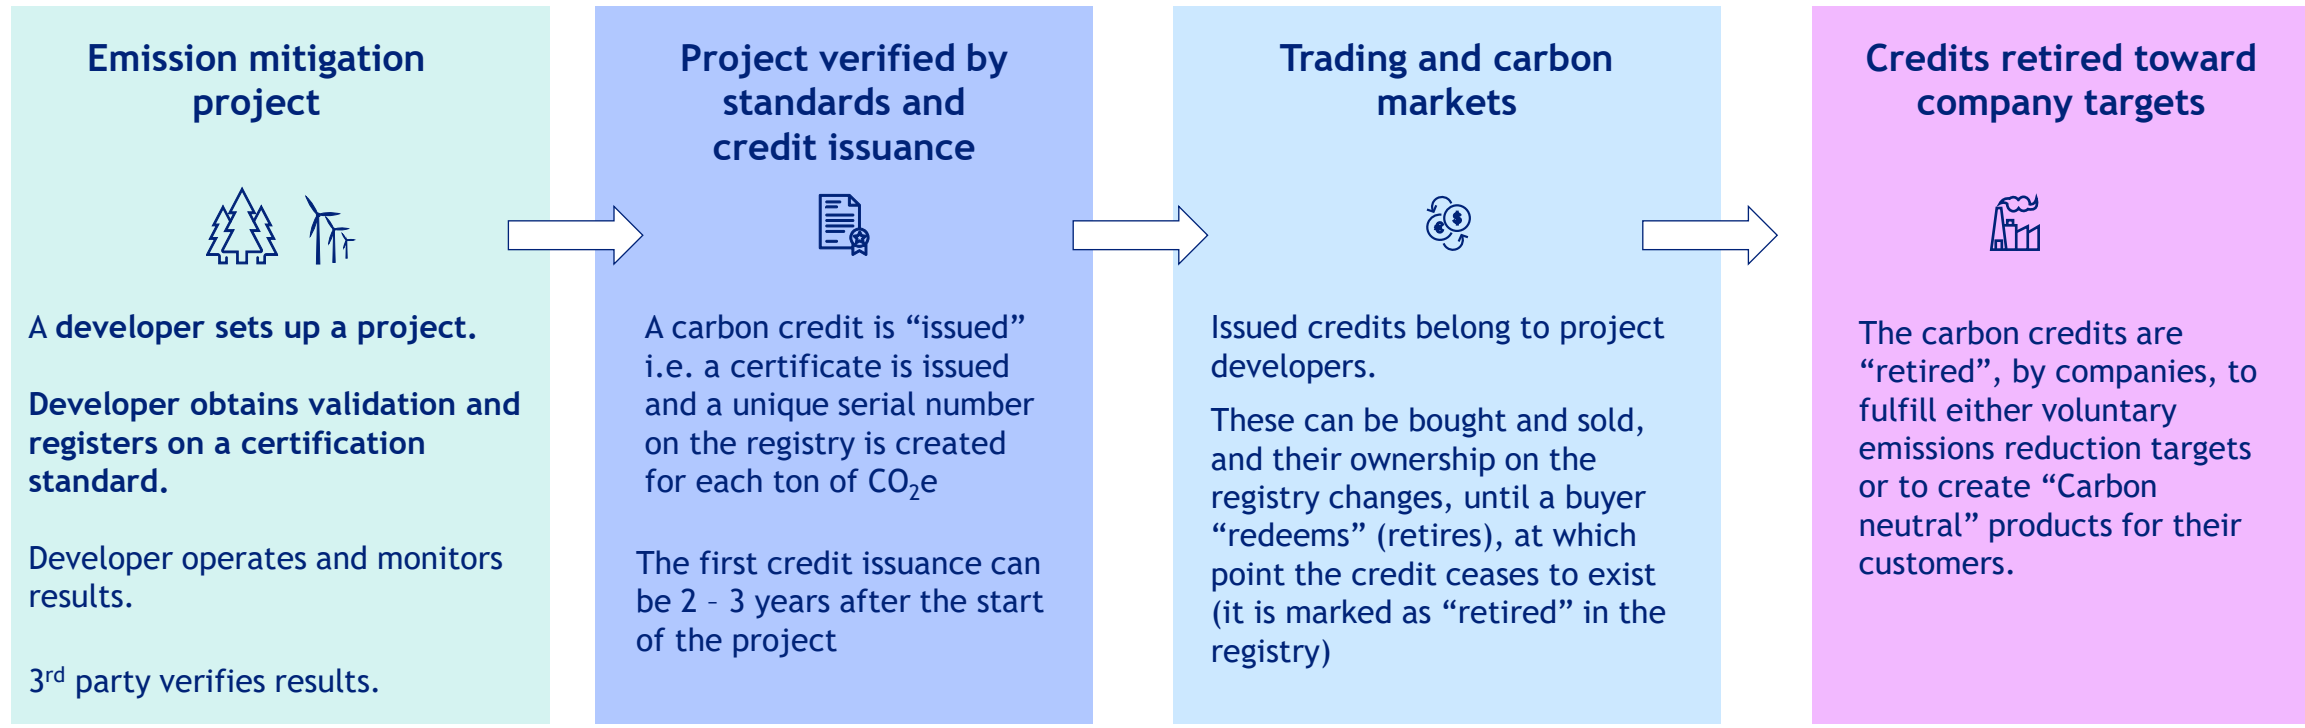 Emission mitigation
project
A developer sets up a project.
Developer obtains validation and
registers on a certification
standard.
Developer operates and monitors
results.
3rd party verifies results.
Project verified by
standards and
credit issuance
A carbon credit is “issued”
i.e. a certificate is issued
and a unique serial number
on the registry is created
for each ton of CO₂e
The first credit issuance can
be 2 – 3 years after the start
of the project
Trading and carbon
markets
$
€
Issued credits belong to project
developers.
These can be bought and sold,
and their ownership on the
registry changes, until a buyer
“redeems” (retires), at which
point the credit ceases to exist
(it is marked as “retired” in the
registry)
Credits retired toward
company targets
The carbon credits are
“retired”, by companies, to
fulfill either voluntary
emissions reduction targets
or to create “Carbon
neutral” products for their
customers.